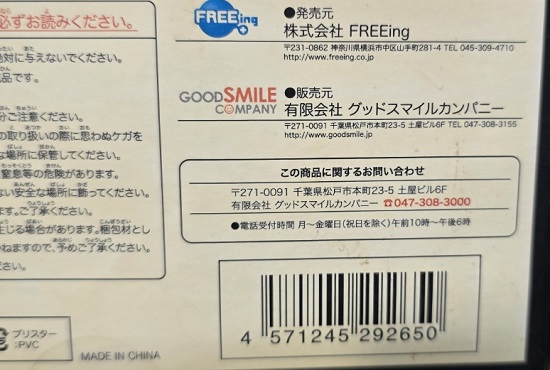 必ずお読みください。
絶対に与えないでください。
品です。
ご注意ください。
の取り扱いの際に思わぬケガを
な場所に保管してください。
窒息等の危険があります。
ない安全な場所に飾ってください。
ます。ご了承ください。
生じる場合があります。梱包材とし
かねますので、予めご了承ください。
ださい。
FREEing
●発売元
株式会社 FREEing
〒231-0862 神奈川県横浜市中区山手町281-4 TEL 045-309-4710
http://www.freeing.co.jp
GOODSMILE
COMPANY
●販売元
有限会社 グッドスマイルカンパニー
〒271-0091 千葉県松戸市本町23-5 土屋ビル6F TEL 047-308-3155
http://www.goodsmile.jp
この商品に関するお問い合わせ
〒271-0091 千葉県松戸市本町23-5 土屋ビル6F
有限会社 グッドスマイルカンパニー ☎047-308-3000
●電話受付時間 月～金曜日(祝日を除く)午前10時～午後6時
4 571245 292650
ブリスター
:PVC
MADE IN CHINA